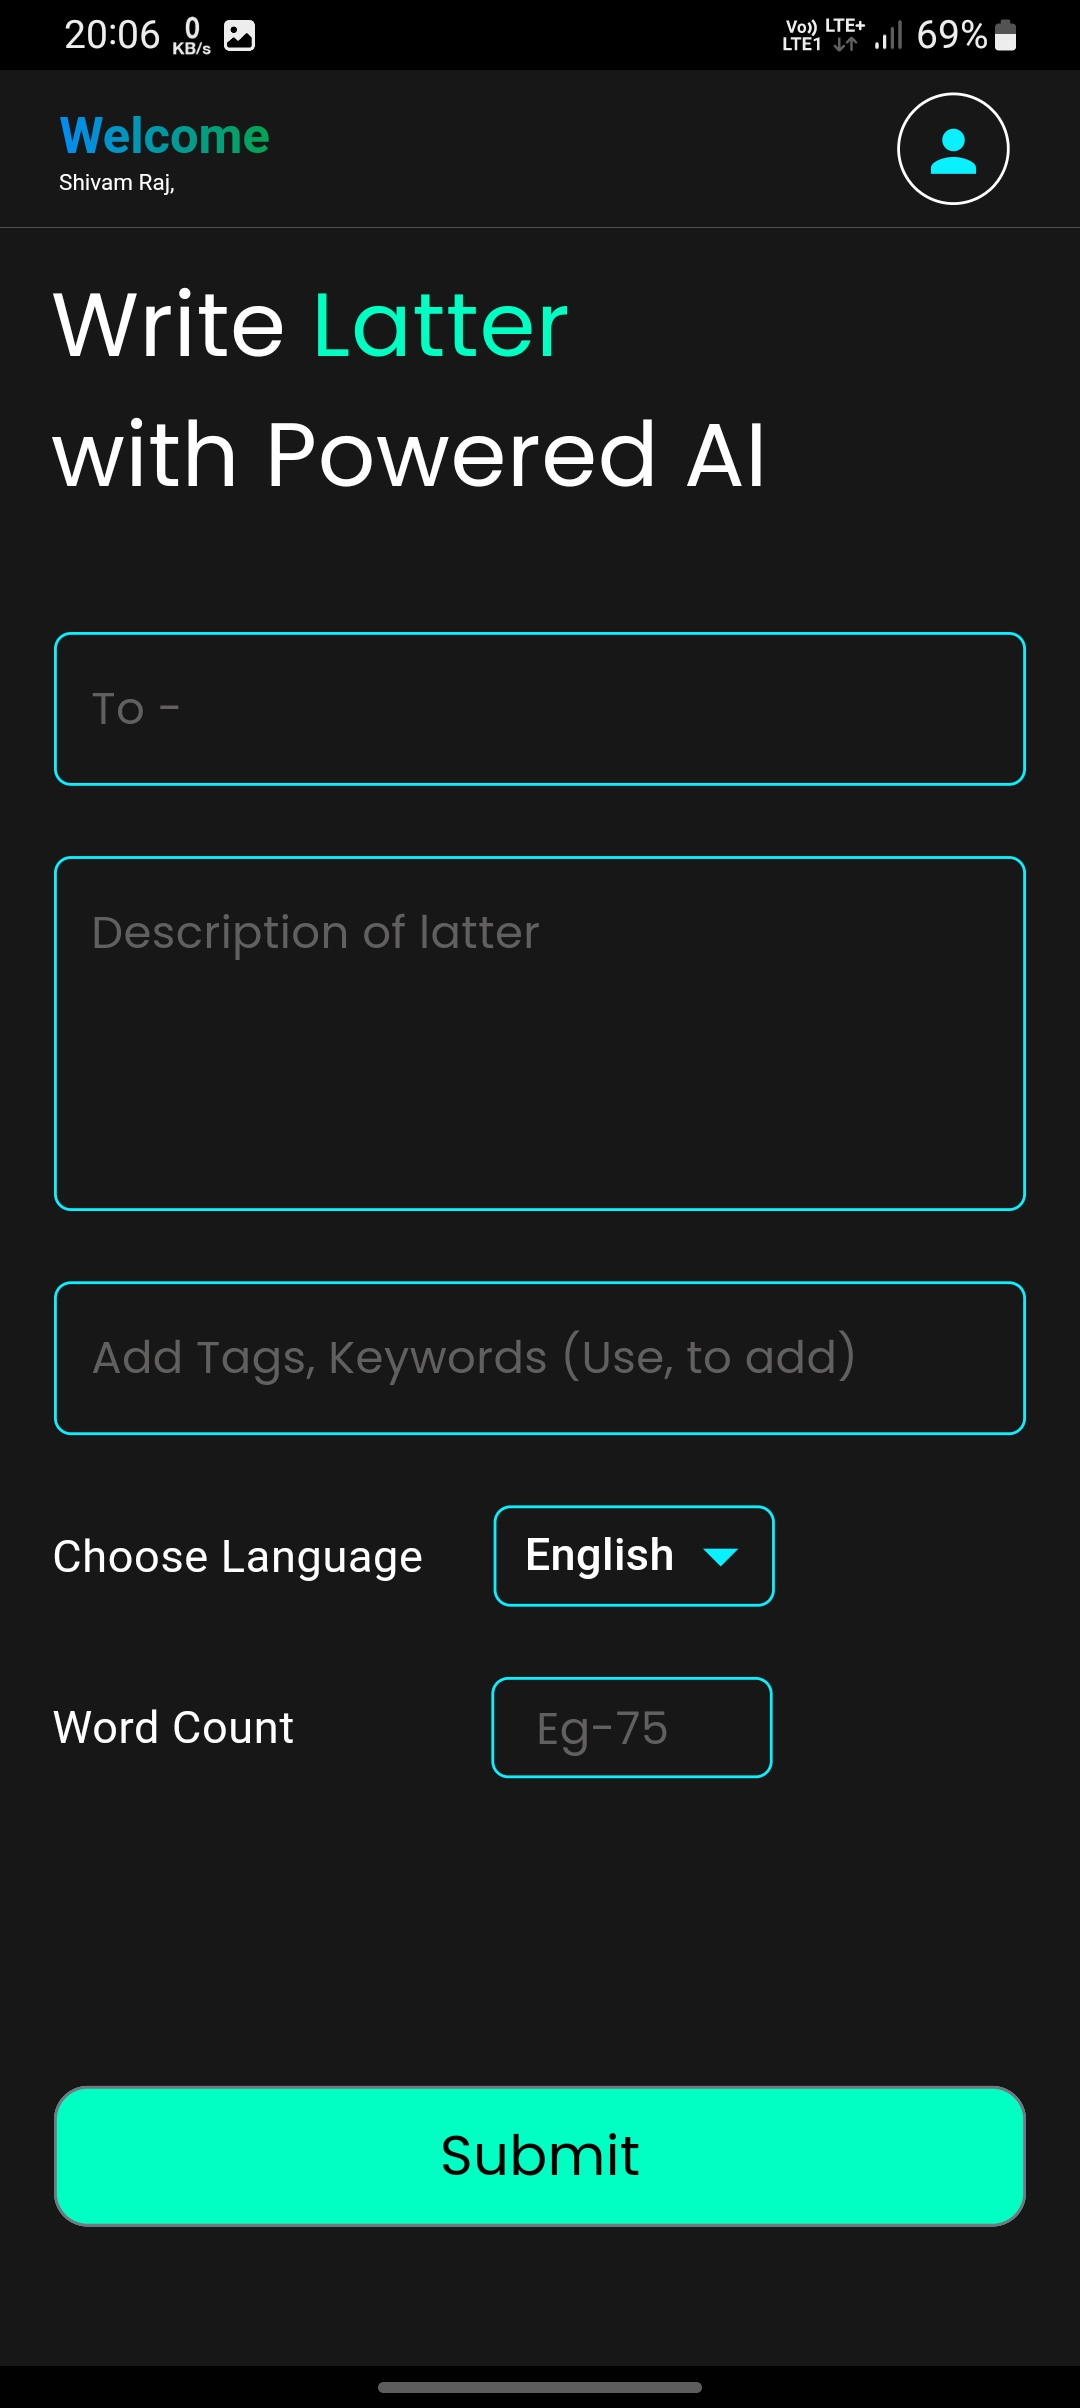 20:06 0 KB/s Vo)) LTE1 LTE+ 69%
Welcome
Shivam Raj,
Write Latter
with Powered AI
To -
Description of latter
Add Tags, Keywords (Use, to add)
Choose Language English
Word Count Eg-75
Submit